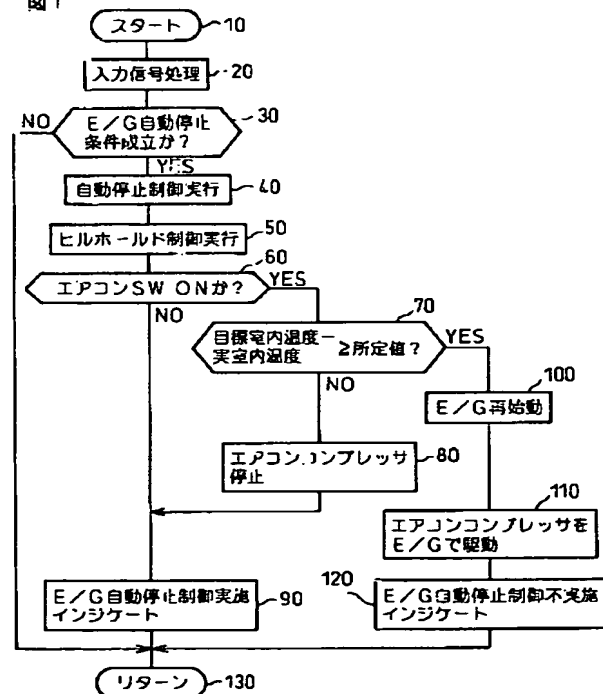 図1
スタート
10
入力信号処理
20
E/G自動停止
条件成立か?
30
NO
YES
自動停止制御実行
40
ヒルホールド制御実行
50
エアコンSW ONか?
60
YES
NO
目標室内温度−
実室内温度
≧所定値?
70
YES
NO
E/G再始動
100
エアコンコンプレッサ
停止
80
エアコンコンプレッサを
E/Gで駆動
110
E/G自動停止制御実施
インジケート
90
E/G自動停止制御不実施
インジケート
120
リターン
130